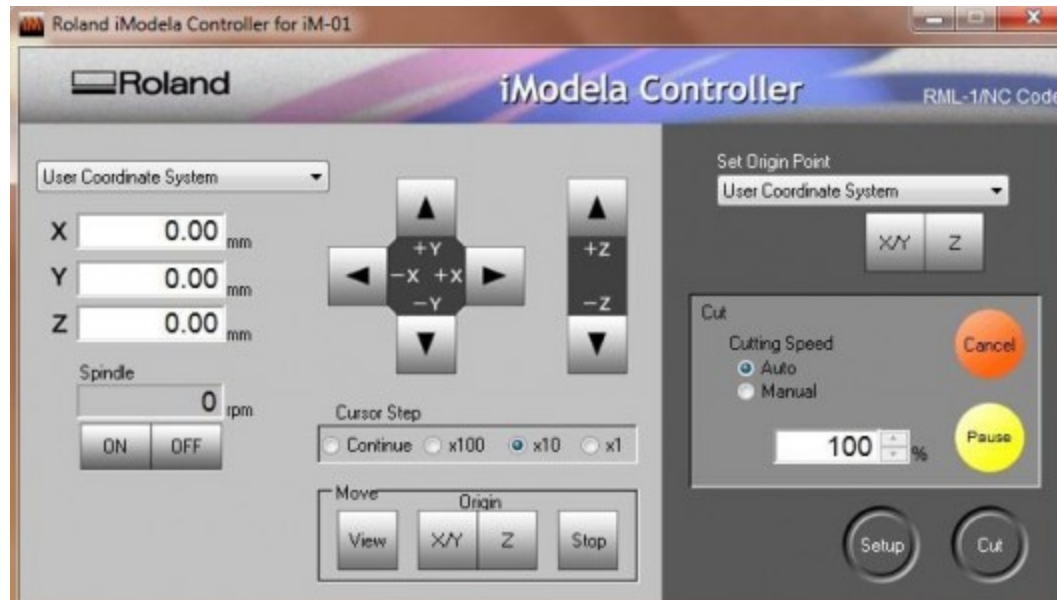 Roland iModela Controller for iM-01
Roland
iModela Controller
RML-1/NC Code
User Coordinate System
X 0.00 mm
Y 0.00 mm
Z 0.00 mm
Spindle
0 rpm
ON OFF
+Y
-X +X
-Y
+Z
-Z
Cursor Step
Continue x100 x10 x1
Move
Origin
View X/Y Z Stop
Set Origin Point
User Coordinate System
X/Y Z
Cut
Cutting Speed
Auto
Manual
100 %
Cancel
Pause
Setup
Cut